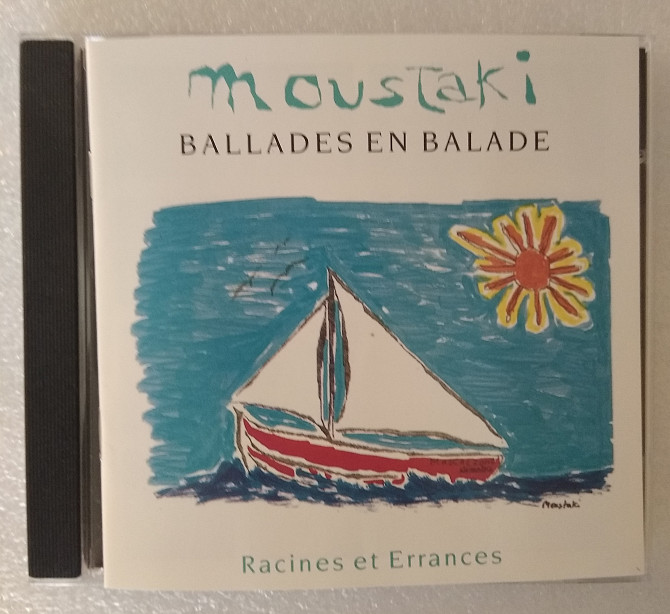 moustaki
BALLADES EN BALADE
Moustaki
Racines et Errances